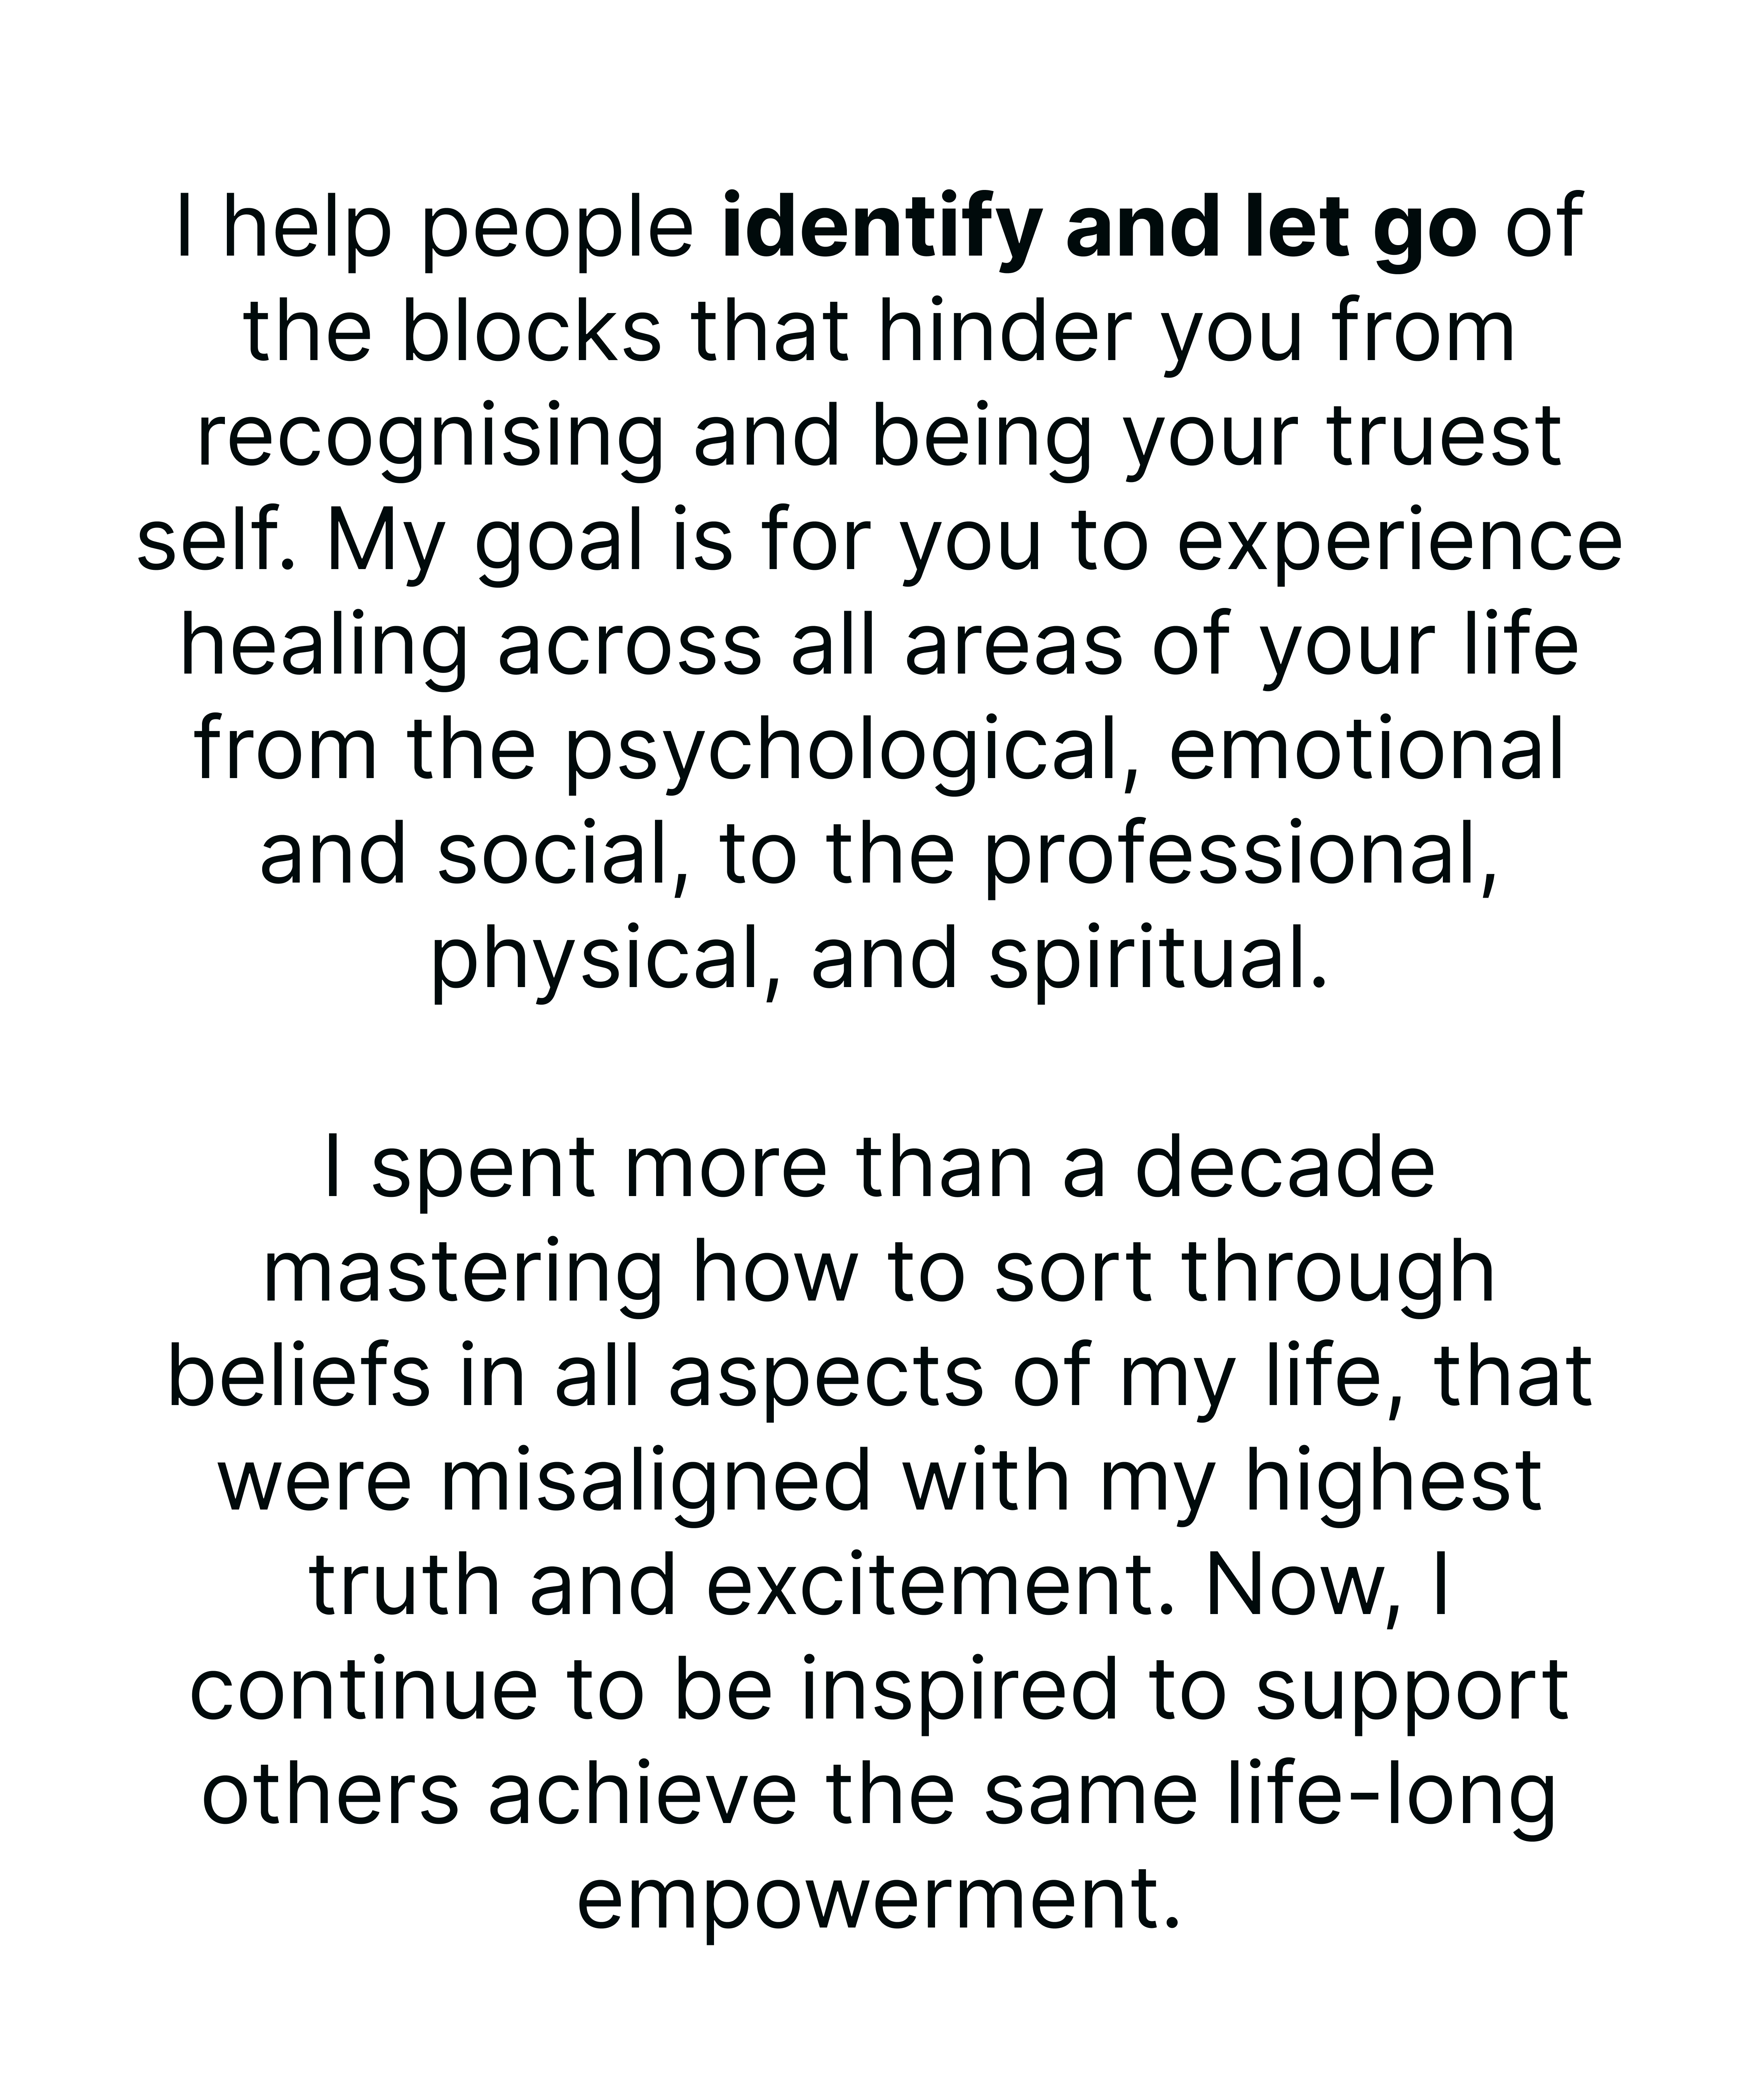 I help people identify and let go of
the blocks that hinder you from
recognising and being your truest
self. My goal is for you to experience
healing across all areas of your life
from the psychological, emotional
and social, to the professional,
physical, and spiritual.
I spent more than a decade
mastering how to sort through
beliefs in all aspects of my life, that
were misaligned with my highest
truth and excitement. Now, I
continue to be inspired to support
others achieve the same life-long
empowerment.